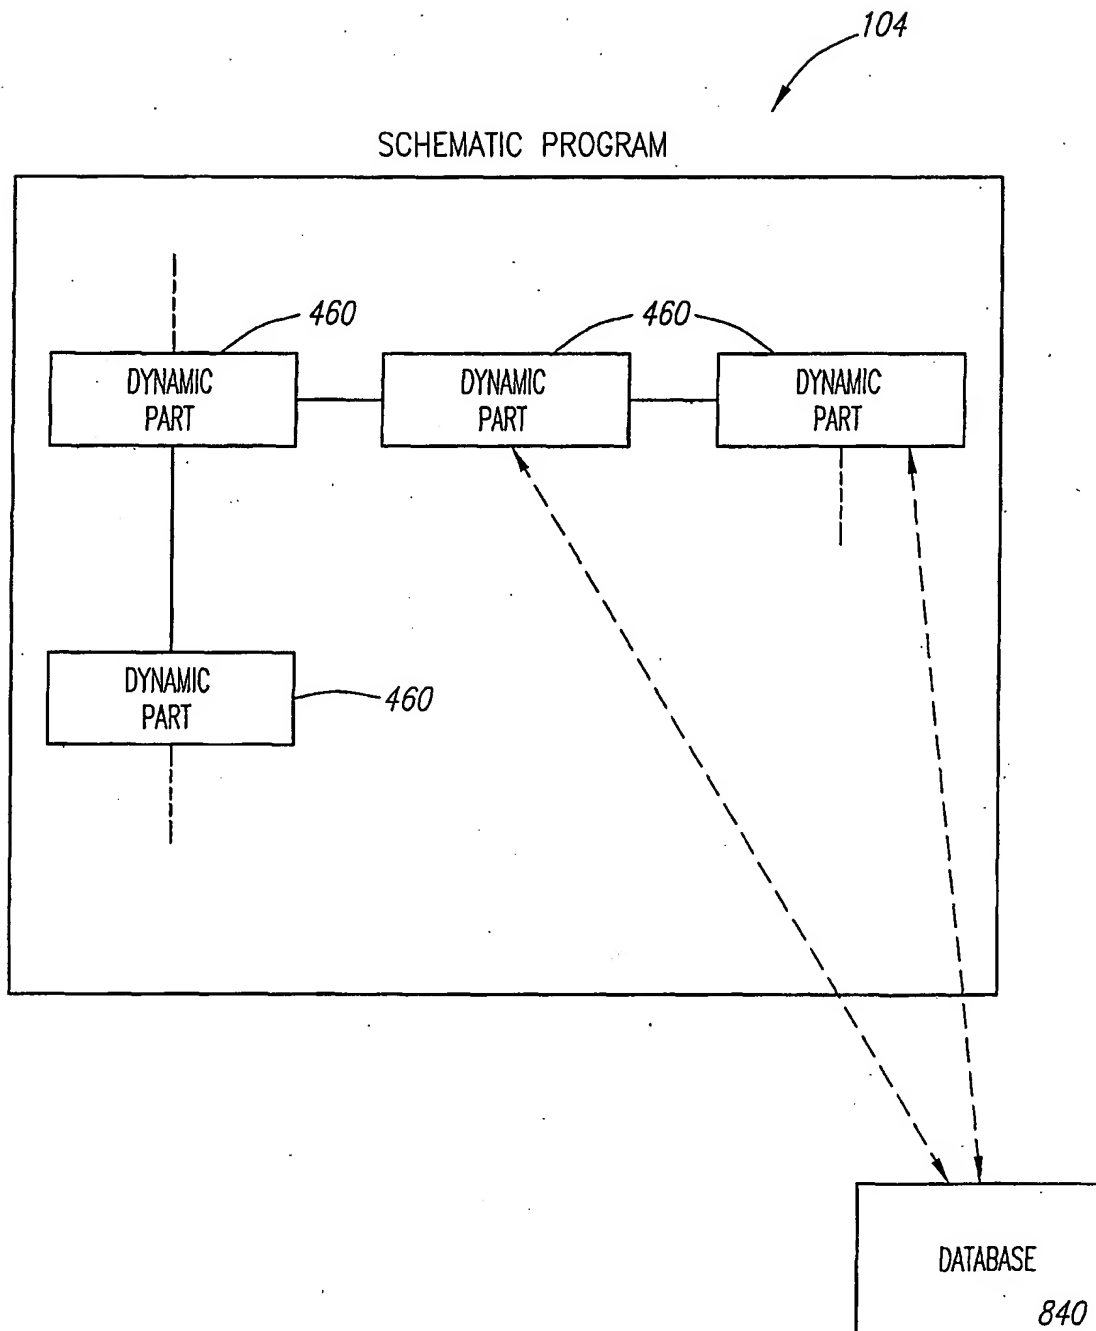 104
SCHEMATIC PROGRAM
460
460
DYNAMIC
PART
DYNAMIC
PART
DYNAMIC
PART
DYNAMIC
PART
460
DATABASE
840